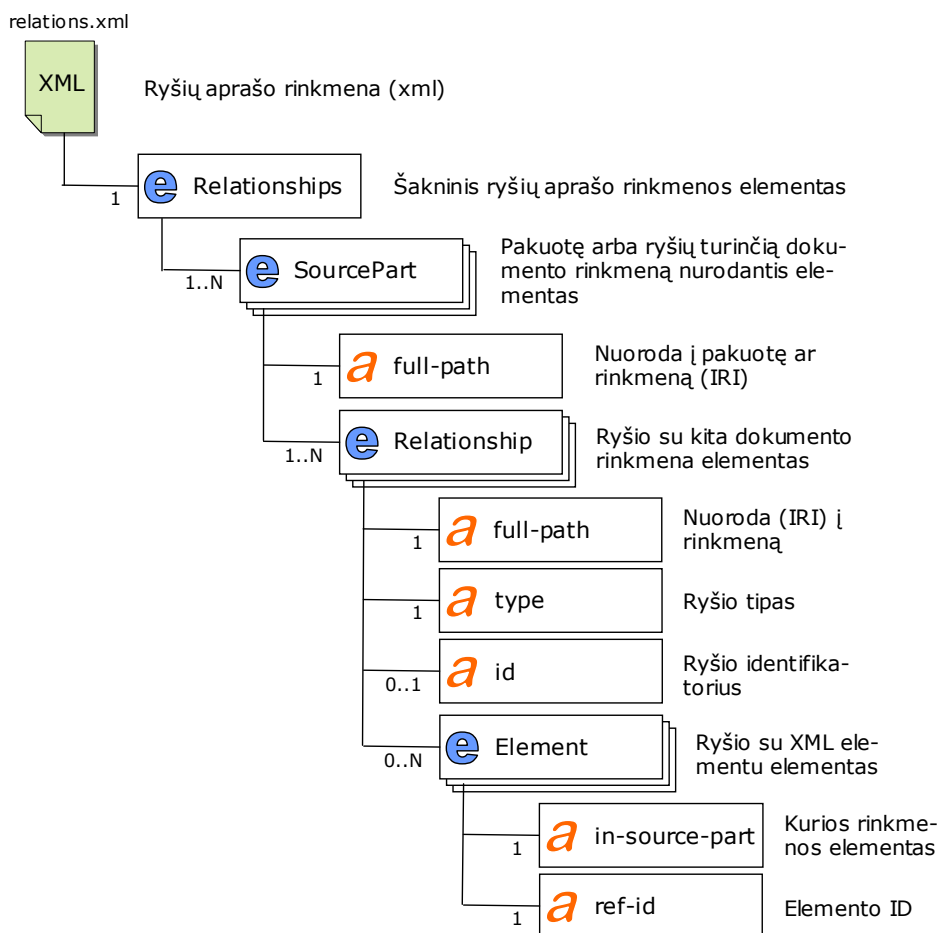 relations.xml
XML
Ryšių aprašo rinkmena (xml)
1
e Relationships
Šakninis ryšių aprašo rinkmenos elementas
1..N
e SourcePart
Pakuotę arba ryšių turinčią doku-
mento rinkmeną nurodantis ele-
mentas
1
a full-path
Nuoroda į pakuotę ar
rinkmeną (IRI)
1..N
e Relationship
Ryšio su kita dokumento
rinkmena elementas
1
a full-path
Nuoroda (IRI) į
rinkmeną
1
a type
Ryšio tipas
0..1
a id
Ryšio identifika-
torius
0..N
e Element
Ryšio su XML ele-
mentu elementas
1
a in-source-part
Kurios rinkme-
nos elementas
1
a ref-id
Elemento ID